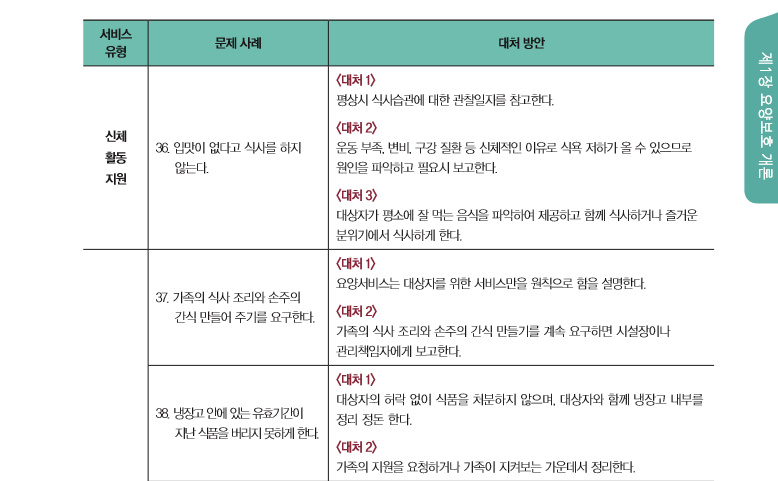 서비스
유형
문제 사례
대처 방안
신체
활동
지원
36. 입맛이 없다고 식사를 하지
않는다.
〈대처 1〉
평상시 식사습관에 대한 관찰일지를 참고한다.
〈대처 2〉
운동 부족, 변비, 구강 질환 등 신체적인 이유로 식욕 저하가 올 수 있으므로
원인을 파악하고 필요시 보고한다.
〈대처 3〉
대상자가 평소에 잘 먹는 음식을 파악하여 제공하고 함께 식사하거나 즐거운
분위기에서 식사하게 한다.
37. 가족의 식사 조리와 손주의
간식 만들어 주기를 요구한다.
〈대처 1〉
요양서비스는 대상자를 위한 서비스만을 원칙으로 함을 설명한다.
〈대처 2〉
가족의 식사 조리와 손주의 간식 만들기를 계속 요구하면 시설장이나
관리책임자에게 보고한다.
38. 냉장고 안에 있는 유효기간이
지난 식품을 버리지 못하게 한다.
〈대처 1〉
대상자의 허락 없이 식품을 처분하지 않으며, 대상자와 함께 냉장고 내부를
정리 정돈 한다.
〈대처 2〉
가족의 지원을 요청하거나 가족이 지켜보는 가운데서 정리한다.
제1장 요양보호 개론